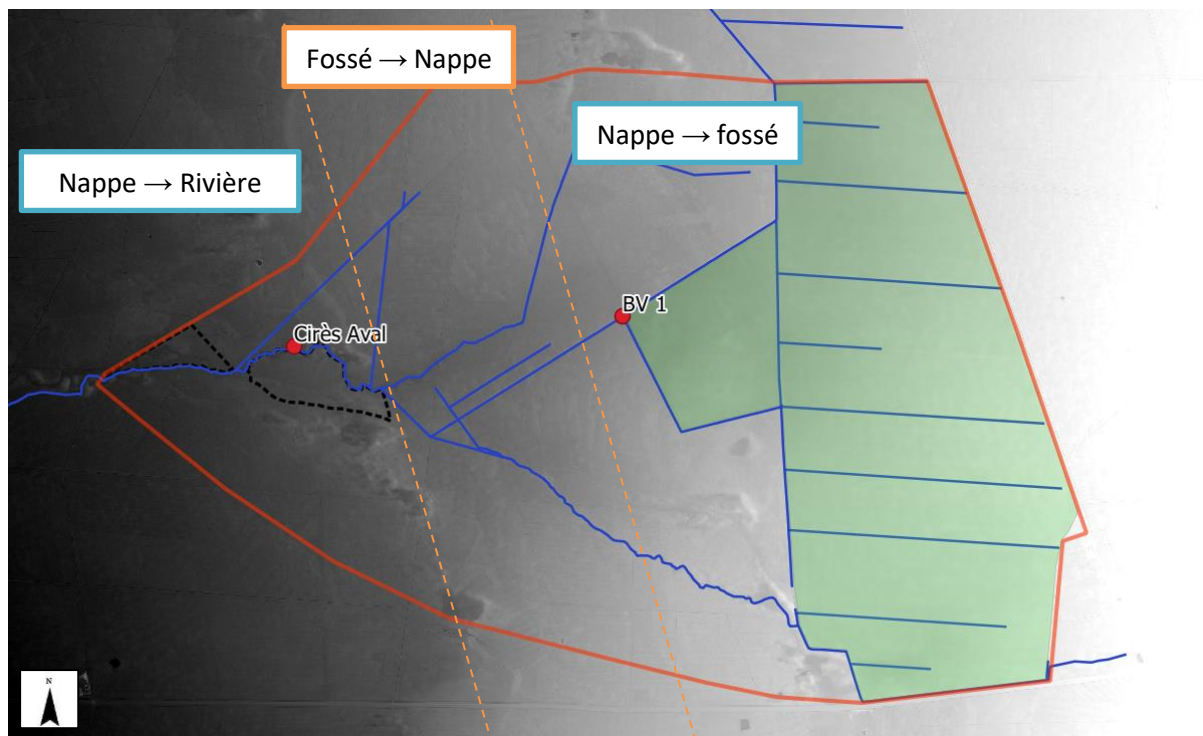 Fossé → Nappe
Nappe → fossé
Nappe → Rivière
BV 1
Cirès Aval
N